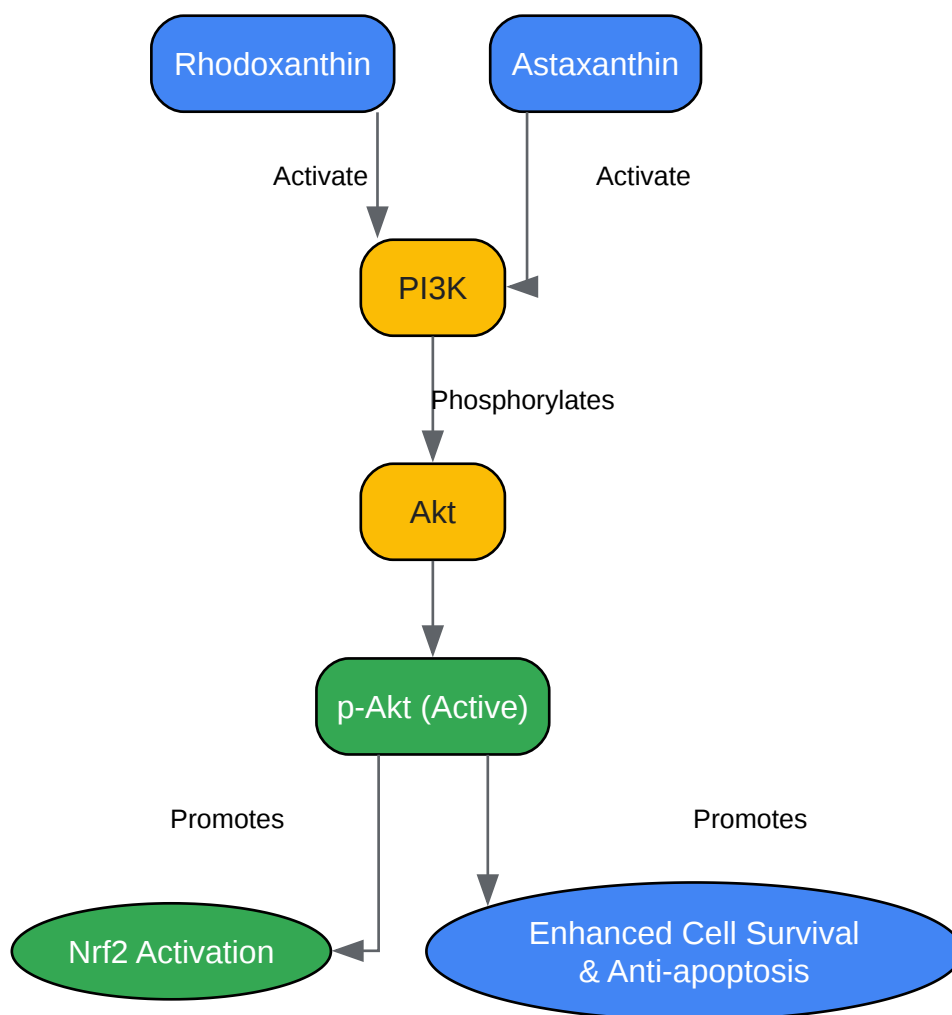 Rhodoxanthin
Astaxanthin
Activate
Activate
PI3K
Phosphorylates
Akt
p-Akt (Active)
Promotes
Promotes
Nrf2 Activation
Enhanced Cell Survival
& Anti-apoptosis